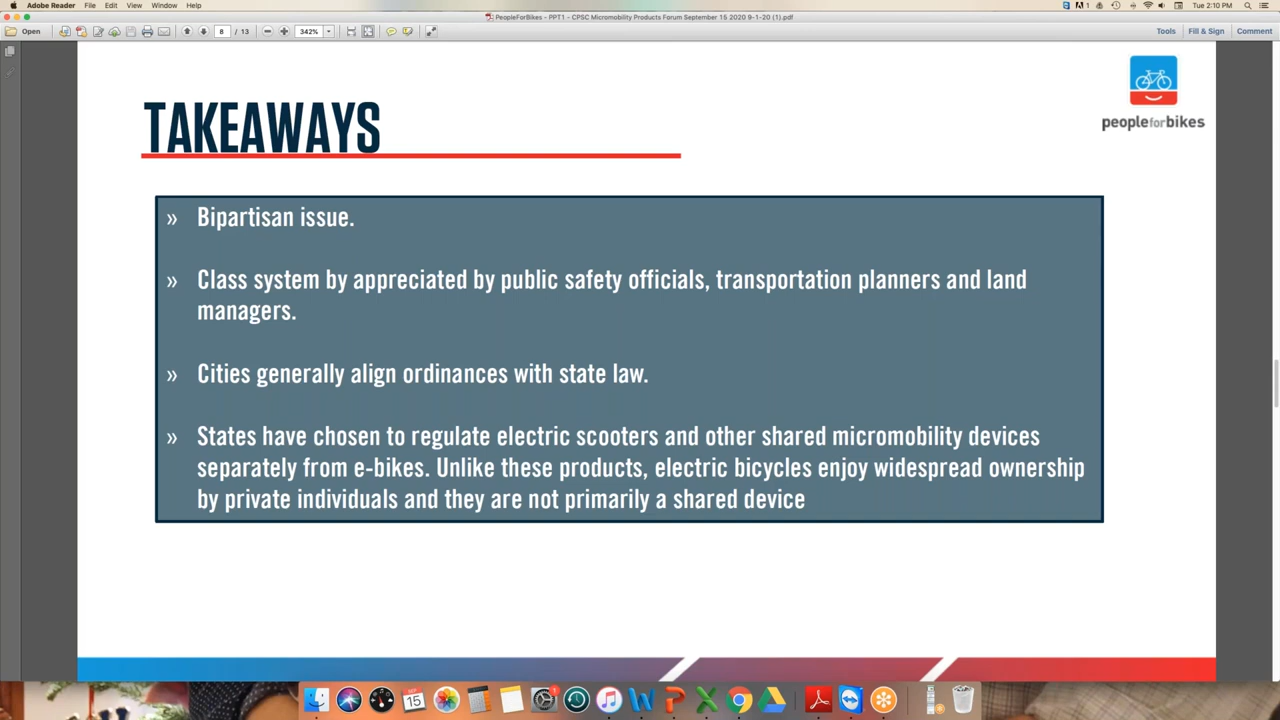 Adobe Reader File Edit View Window Help
1 Tue 2:10 PM
PeopleForBikes - PPT1 - CPSC Micromobility Products Forum September 15 2020 9-1-20 (1).pdf
Open 8 / 13 342% Tools Fill & Sign Comment
TAKEAWAYS
peopleforbikes
» Bipartisan issue.
» Class system by appreciated by public safety officials, transportation planners and land
managers.
» Cities generally align ordinances with state law.
» States have chosen to regulate electric scooters and other shared micromobility devices
separately from e-bikes. Unlike these products, electric bicycles enjoy widespread ownership
by private individuals and they are not primarily a shared device
SEP
15
1